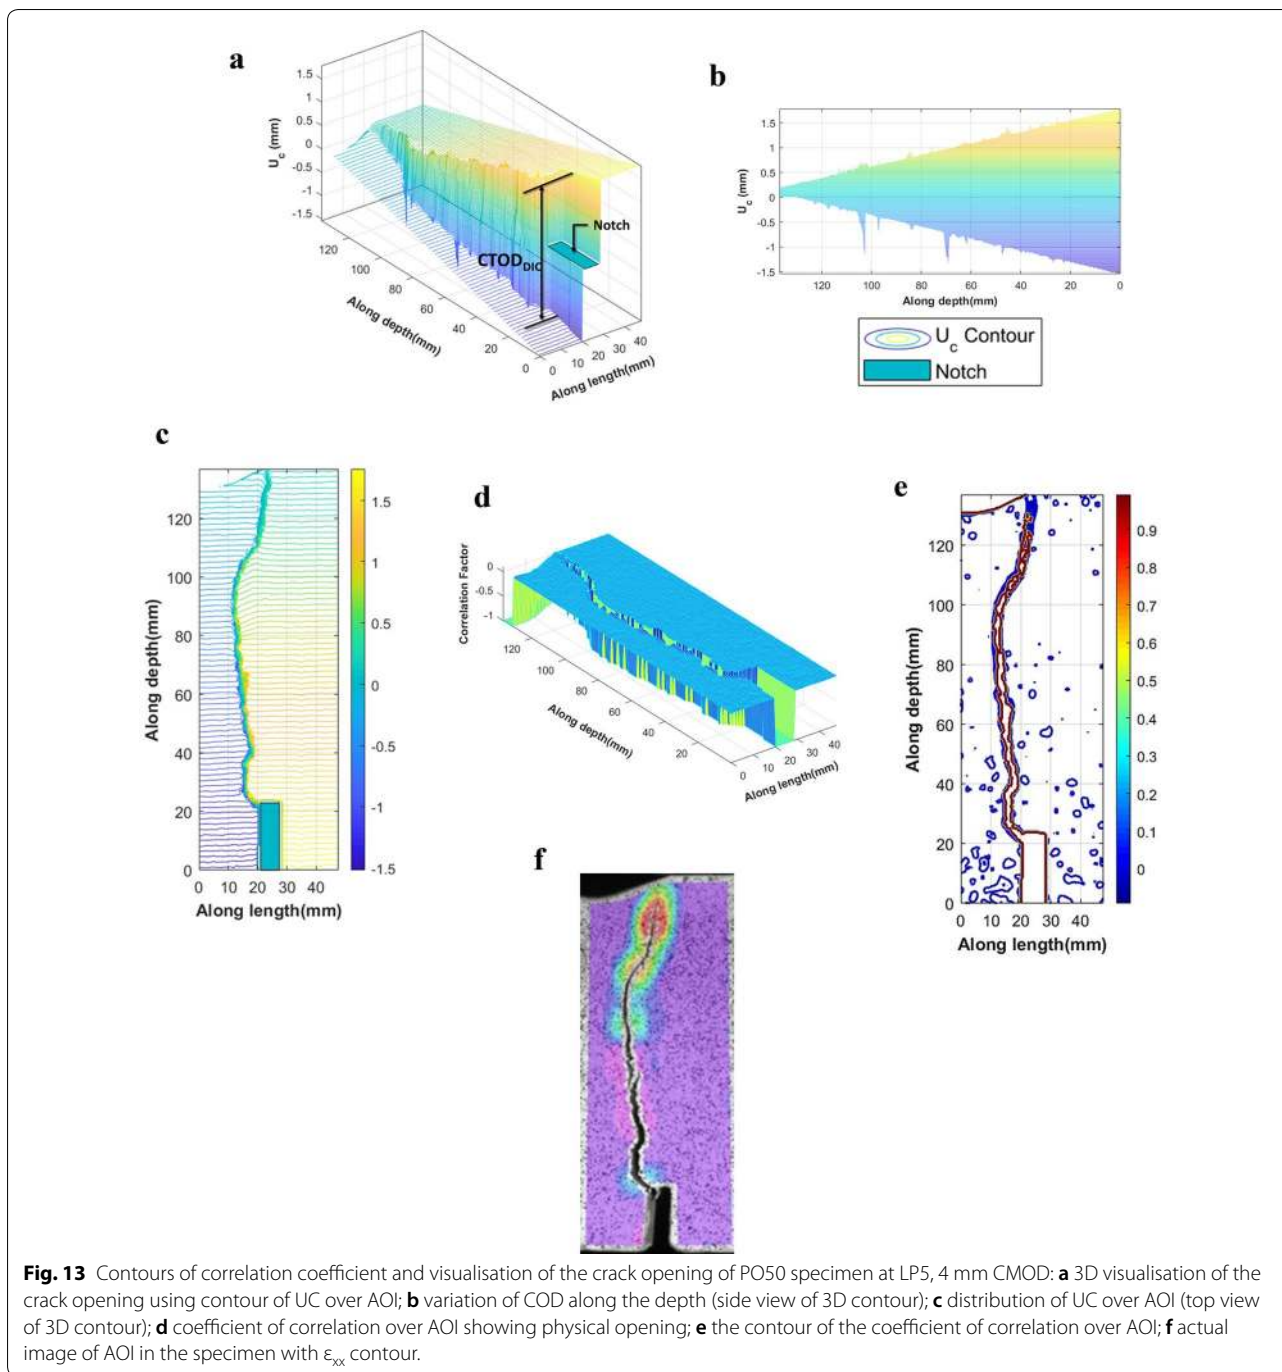 a
1.5
1
0.5
0
-0.5
-1
-1.5
U_c (mm)
120
100
80
60
40
20
0
Along depth(mm)
0 10 20 30 40
Along length(mm)
CTOD_DIC
Notch
b
1.5
1
0.5
0
-0.5
-1
-1.5
U_c (mm)
120 100 80 60 40 20 0
Along depth(mm)
U_c Contour
Notch
c
120
100
80
60
40
20
0
Along depth(mm)
0 10 20 30 40
Along length(mm)
1.5
1
0.5
0
-0.5
-1
-1.5
d
Correlation Factor
0
-0.5
-1
120
100
80
60
40
20
Along depth(mm)
0 10 20 30 40
Along length(mm)
e
120
100
80
60
40
20
0
Along depth(mm)
0 10 20 30 40
Along length(mm)
0.9
0.8
0.7
0.6
0.5
0.4
0.3
0.2
0.1
0
f
Fig. 13 Contours of correlation coefficient and visualisation of the crack opening of PO50 specimen at LP5, 4 mm CMOD: a 3D visualisation of the
crack opening using contour of UC over AOI; b variation of COD along the depth (side view of 3D contour); c distribution of UC over AOI (top view
of 3D contour); d coefficient of correlation over AOI showing physical opening; e the contour of the coefficient of correlation over AOI; f actual
image of AOI in the specimen with ε_xx contour.